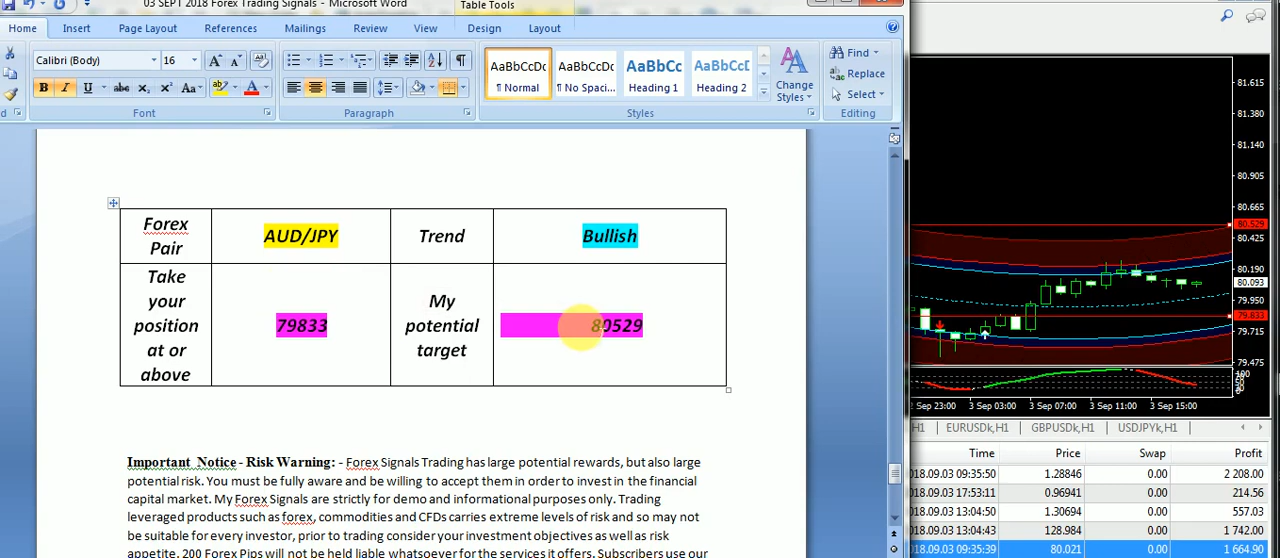 03 SEPT 2018 Forex Trading Signals - Microsoft Word
Table Tools
Home Insert Page Layout References Mailings Review View Design Layout
Calibri (Body) 16
Find
Replace
Select
AaBbCcDc AaBbCcDc AaBbCc AaBbCcD
¶ Normal ¶ No Spaci... Heading 1 Heading 2
Change
Styles
Font Paragraph Styles Editing
Forex
Pair
AUD/JPY
Trend
Bullish
Take
your
position
at or
above
79833
My
potential
target
80529
Important Notice - Risk Warning: - Forex Signals Trading has large potential rewards, but also large
potential risk. You must be fully aware and be willing to accept them in order to invest in the financial
capital market. My Forex Signals are strictly for demo and informational purposes only. Trading
leveraged products such as forex, commodities and CFDs carries extreme levels of risk and so may not
be suitable for every investor, prior to trading consider your investment objectives as well as risk
appetite. 200 Forex Pips will not be held liable whatsoever for the services it offers. Subscribers use our
81.615
81.380
81.140
80.905
80.665
80.529
80.425
80.190
80.093
79.953
79.833
79.715
79.475
100
1 Sep 23:00 3 Sep 03:00 3 Sep 07:00 3 Sep 11:00 3 Sep 15:00
H1 EURUSDk,H1 GBPUSDk,H1 USDJPYk,H1
Time Price Swap Profit
018.09.03 09:35:50 1.28846 0.00 2 208.00
018.09.03 17:53:11 0.96941 0.00 214.56
018.09.03 13:04:50 1.30694 0.00 557.03
018.09.03 13:04:43 128.984 0.00 1 742.00
018.09.03 09:35:39 80.021 0.00 1 664.90